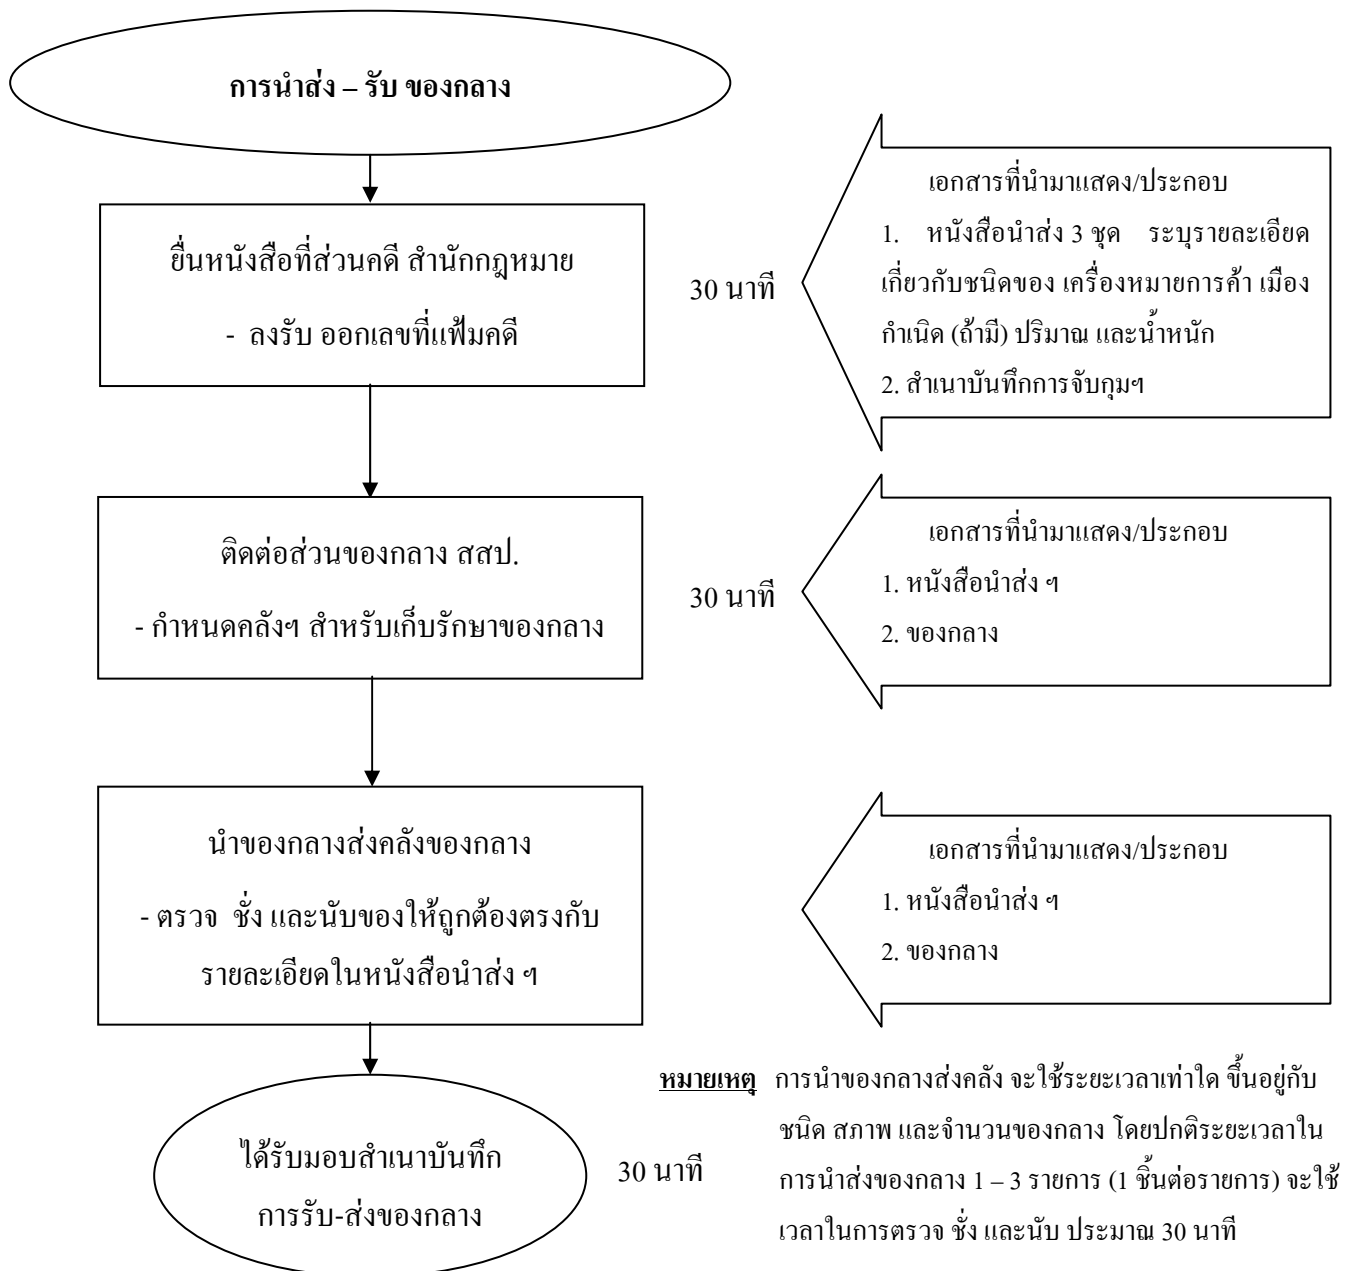 การนำส่ง – รับ ของกลาง
ยื่นหนังสือที่ส่วนคดี สำนักกฎหมาย
- ลงรับ ออกเลขที่แฟ้มคดี
30 นาที
เอกสารที่นำมาแสดง/ประกอบ
1. หนังสือนำส่ง 3 ชุด ระบุรายละเอียด
เกี่ยวกับชนิดของ เครื่องหมายการค้า เมือง
กำเนิด (ถ้ามี) ปริมาณ และน้ำหนัก
2. สำเนาบันทึกการจับกุมฯ
ติดต่อส่วนของกลาง สสป.
- กำหนดคลังฯ สำหรับเก็บรักษาของกลาง
30 นาที
เอกสารที่นำมาแสดง/ประกอบ
1. หนังสือนำส่ง ฯ
2. ของกลาง
นำของกลางส่งคลังของกลาง
- ตรวจ ชั่ง และนับของให้ถูกต้องตรงกับ
รายละเอียดในหนังสือนำส่ง ฯ
เอกสารที่นำมาแสดง/ประกอบ
1. หนังสือนำส่ง ฯ
2. ของกลาง
ได้รับมอบสำเนาบันทึก
การรับ-ส่งของกลาง
30 นาที
หมายเหตุ การนำของกลางส่งคลัง จะใช้ระยะเวลาเท่าใด ขึ้นอยู่กับ
ชนิด สภาพ และจำนวนของกลาง โดยปกติระยะเวลาใน
การนำส่งของกลาง 1 – 3 รายการ (1 ชิ้นต่อรายการ) จะใช้
เวลาในการตรวจ ชั่ง และนับ ประมาณ 30 นาที